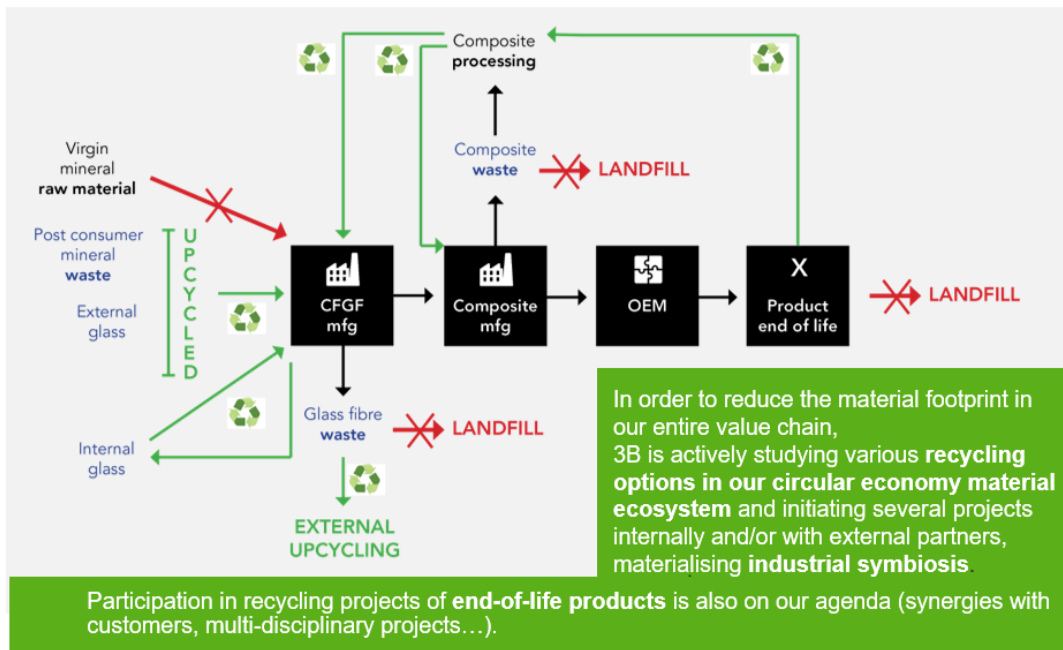 Composite
processing
Virgin
mineral
raw material
Composite
waste
LANDFILL
Post consumer
mineral
waste
External
glass
UPCYCLED
CFGF
mfg
Composite
mfg
OEM
X
Product
end of life
LANDFILL
Internal
glass
Glass fibre
waste
LANDFILL
EXTERNAL
UPCYCLING
In order to reduce the material footprint in
our entire value chain,
3B is actively studying various recycling
options in our circular economy material
ecosystem and initiating several projects
internally and/or with external partners,
materialising industrial symbiosis.
Participation in recycling projects of end-of-life products is also on our agenda (synergies with
customers, multi-disciplinary projects…).